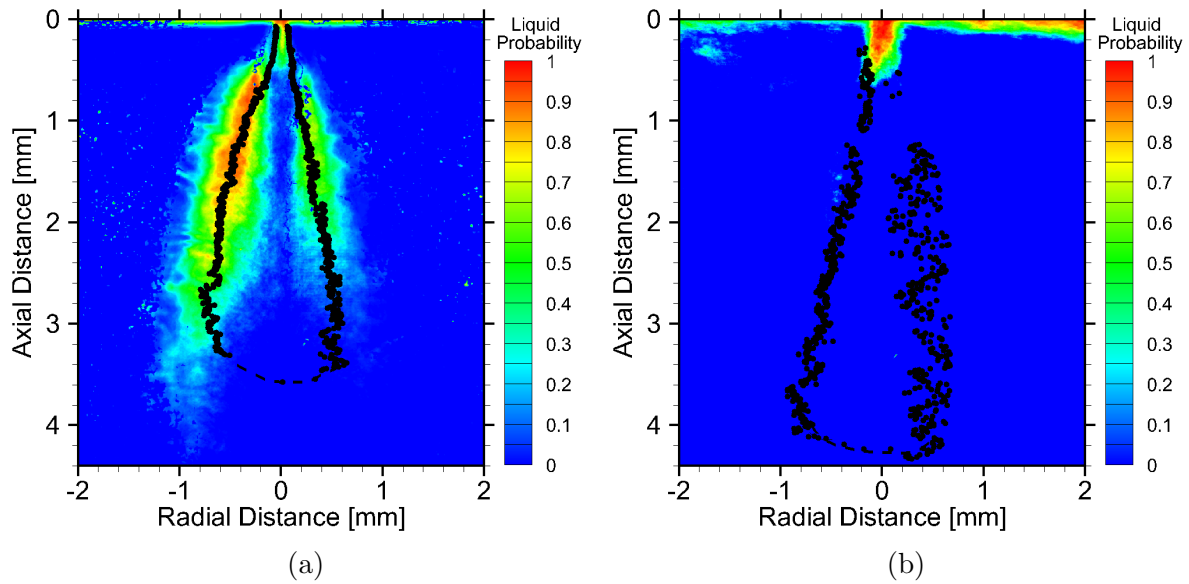 Liquid
Probability
1
0.9
0.8
0.7
0.6
0.5
0.4
0.3
0.2
0.1
0
0
1
2
3
4
-2 -1 0 1 2
Axial Distance [mm]
Radial Distance [mm]
(a)
Liquid
Probability
1
0.9
0.8
0.7
0.6
0.5
0.4
0.3
0.2
0.1
0
0
1
2
3
4
-2 -1 0 1 2
Axial Distance [mm]
Radial Distance [mm]
(b)